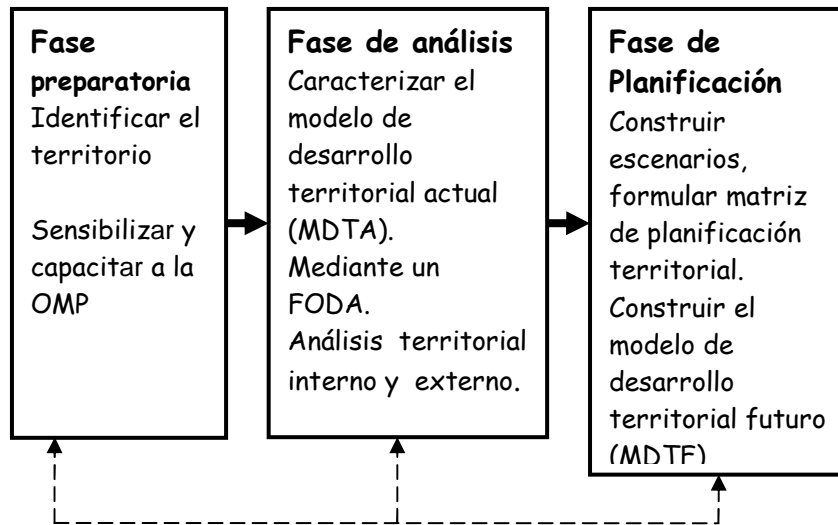 Fase
preparatoria
Identificar el
territorio
Sensibilizar y
capacitar a la
OMP
Fase de análisis
Caracterizar el
modelo de
desarrollo
territorial actual
(MDTA).
Mediante un
FODA.
Análisis territorial
interno y externo.
Fase de
Planificación
Construir
escenarios,
formular matriz
de planificación
territorial.
Construir el
modelo de
desarrollo
territorial futuro
(MDTF)